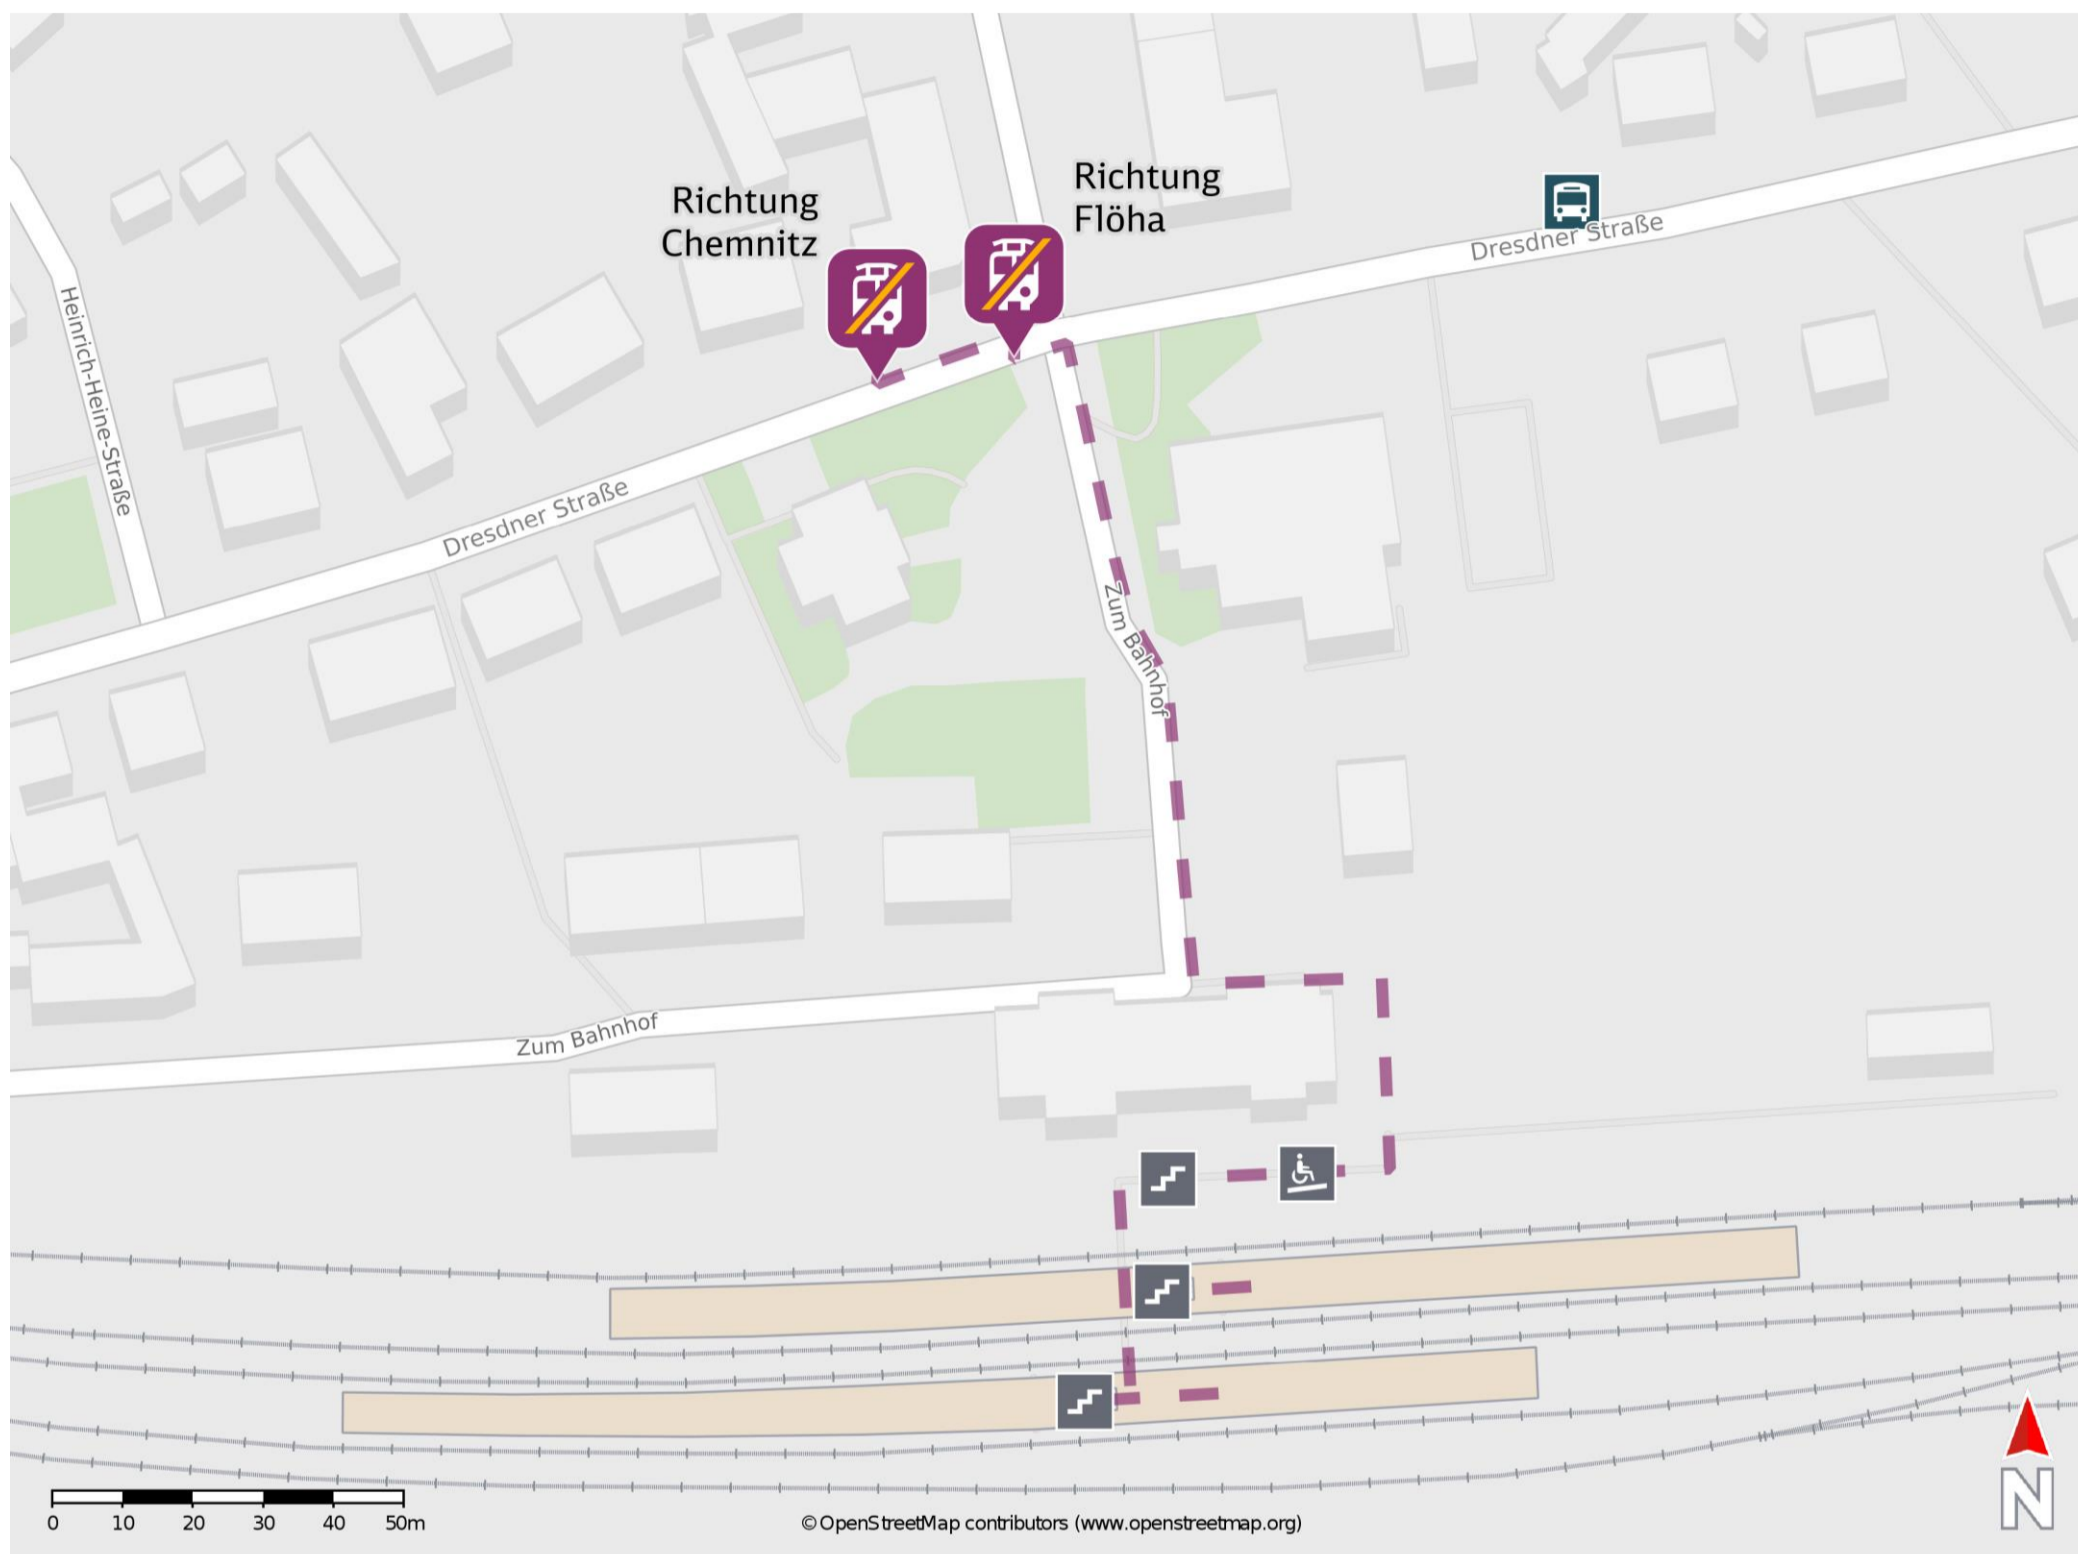 Richtung
Flöha
Richtung
Chemnitz
Dresdner Straße
Heinrich-Heine-Straße
Dresdner Straße
Zum Bahnhof
Zum Bahnhof
N
0 10 20 30 40 50m
© OpenStreetMap contributors (www.openstreetmap.org)